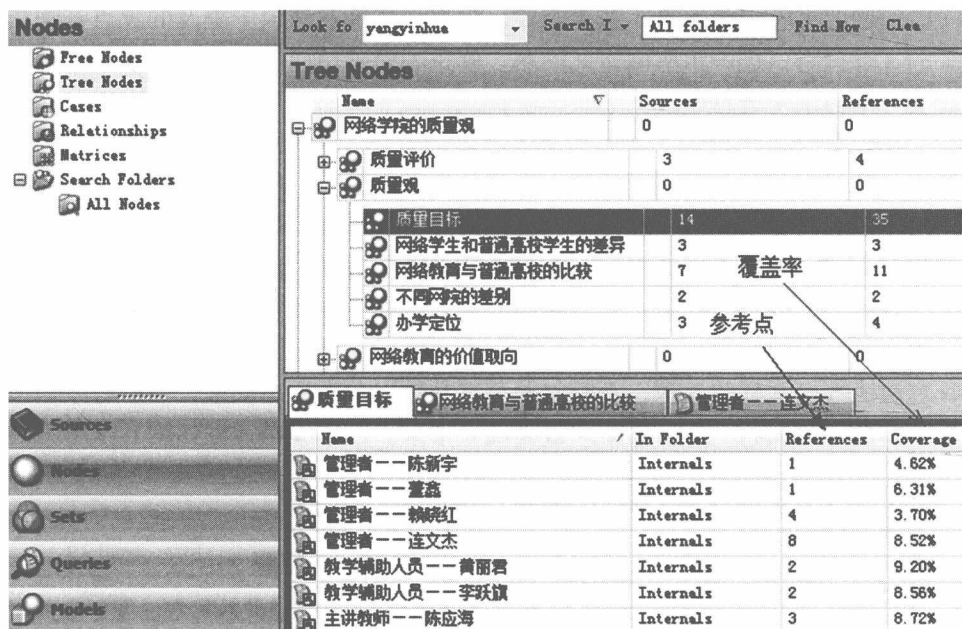 Nodes
Free Nodes
Tree Nodes
Cases
Relationships
Matrices
Search Folders
All Nodes
Sources
Nodes
Sets
Queries
Models
Look fo yangyinhua Search I All folders Find Now Clea
Tree Nodes
Name Sources References
网络学院的质量观 0 0
质量评价 3 4
质量观 0 0
质量目标 14 35
网络学生和普通高校学生的差异 3 3
网络教育与普通高校的比较 7 11
不同网院的差别 2 2
办学定位 3 4
网络教育的价值取向 0 0
覆盖率
参考点
质量目标 网络教育与普通高校的比较 管理者——连文杰
Name In Folder References Coverage
管理者——陈新宇 Internals 1 4.62%
管理者——董鑫 Internals 1 6.31%
管理者——赖晓红 Internals 4 3.70%
管理者——连文杰 Internals 8 8.52%
教学辅助人员——黄丽君 Internals 2 9.20%
教学辅助人员——李跃旗 Internals 2 8.56%
主讲教师——陈应海 Internals 3 8.72%